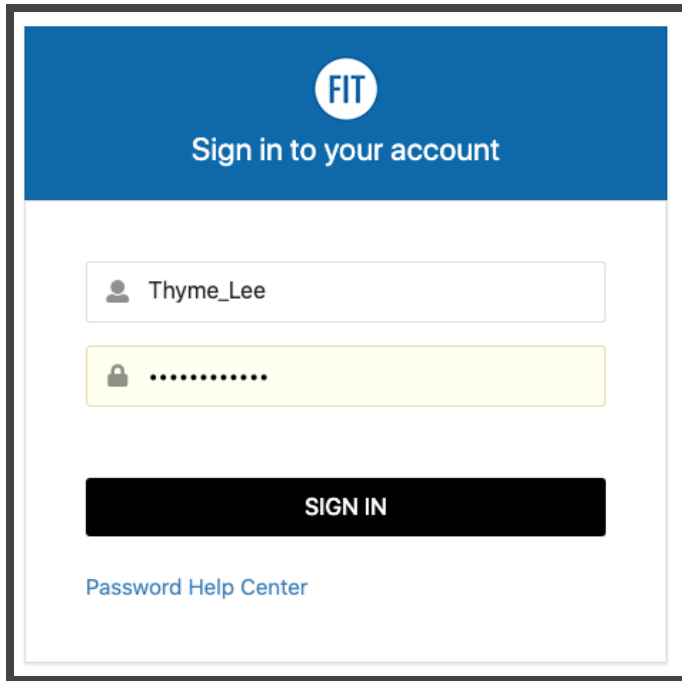 FIT
Sign in to your account
Thyme_Lee
••••••••••••
SIGN IN
Password Help Center